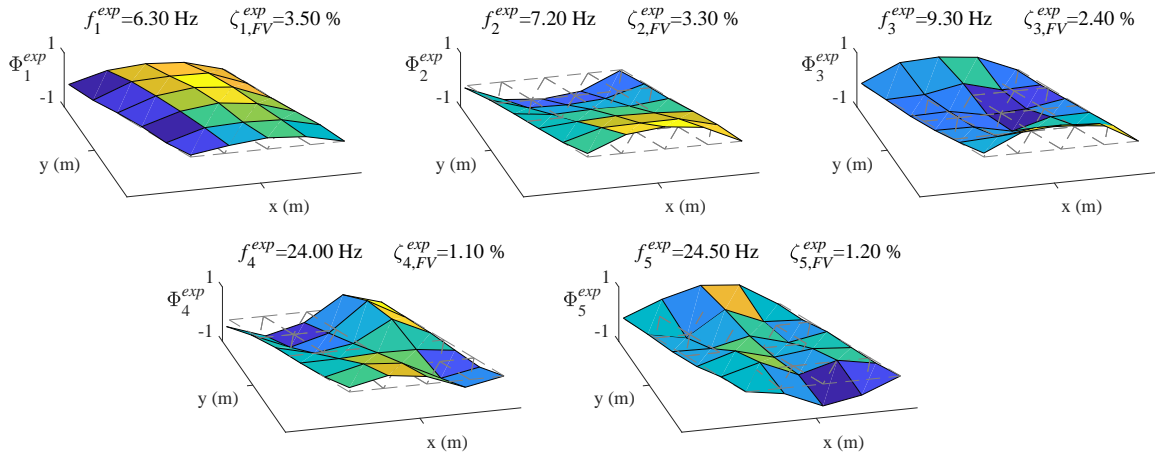 f₁ᵉˣᵖ=6.30 Hz ζ₁,FVᵉˣᵖ=3.50 %
f₂ᵉˣᵖ=7.20 Hz ζ₂,FVᵉˣᵖ=3.30 %
f₃ᵉˣᵖ=9.30 Hz ζ₃,FVᵉˣᵖ=2.40 %
1
Φ₁ᵉˣᵖ
-1
y (m)
x (m)
1
Φ₂ᵉˣᵖ
-1
y (m)
x (m)
1
Φ₃ᵉˣᵖ
-1
y (m)
x (m)
f₄ᵉˣᵖ=24.00 Hz ζ₄,FVᵉˣᵖ=1.10 %
f₅ᵉˣᵖ=24.50 Hz ζ₅,FVᵉˣᵖ=1.20 %
1
Φ₄ᵉˣᵖ
-1
y (m)
x (m)
1
Φ₅ᵉˣᵖ
-1
y (m)
x (m)